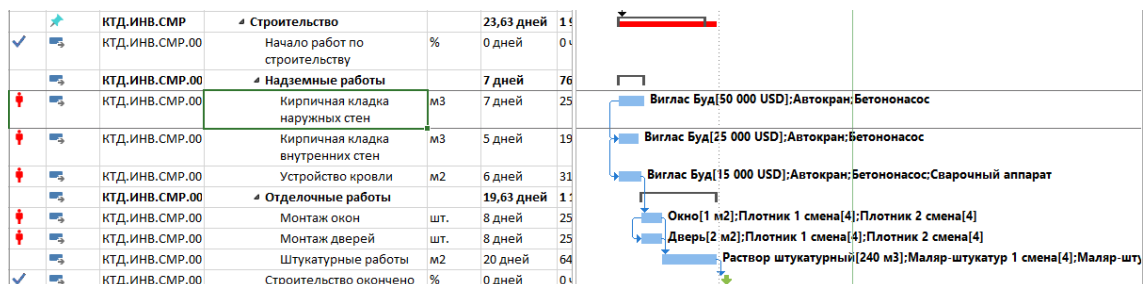 КТД.ИНВ.СМР Строительство 23,63 дней 1 9
КТД.ИНВ.СМР.00 Начало работ по % 0 дней 0 ч
строительству
КТД.ИНВ.СМР.00 Надземные работы 7 дней 76
КТД.ИНВ.СМР.00 Кирпичная кладка м3 7 дней 25 Виглас Буд[50 000 USD];Автокран;Бетононасос
наружных стен
КТД.ИНВ.СМР.00 Кирпичная кладка м3 5 дней 19 Виглас Буд[25 000 USD];Автокран;Бетононасос
внутренних стен
КТД.ИНВ.СМР.00 Устройство кровли м2 6 дней 31 Виглас Буд[15 000 USD];Автокран;Бетононасос;Сварочный аппарат
КТД.ИНВ.СМР.00 Отделочные работы 19,63 дней 1 1
КТД.ИНВ.СМР.00 Монтаж окон шт. 8 дней 25 Окно[1 м2];Плотник 1 смена[4];Плотник 2 смена[4]
КТД.ИНВ.СМР.00 Монтаж дверей шт. 8 дней 25 Дверь[2 м2];Плотник 1 смена[4];Плотник 2 смена[4]
КТД.ИНВ.СМР.00 Штукатурные работы м2 20 дней 64 Раствор штукатурный[240 м3];Маляр-штукатур 1 смена[4];Маляр-шту
КТД.ИНВ.СМР.00 Строительство окончено % 0 дней 0 ч